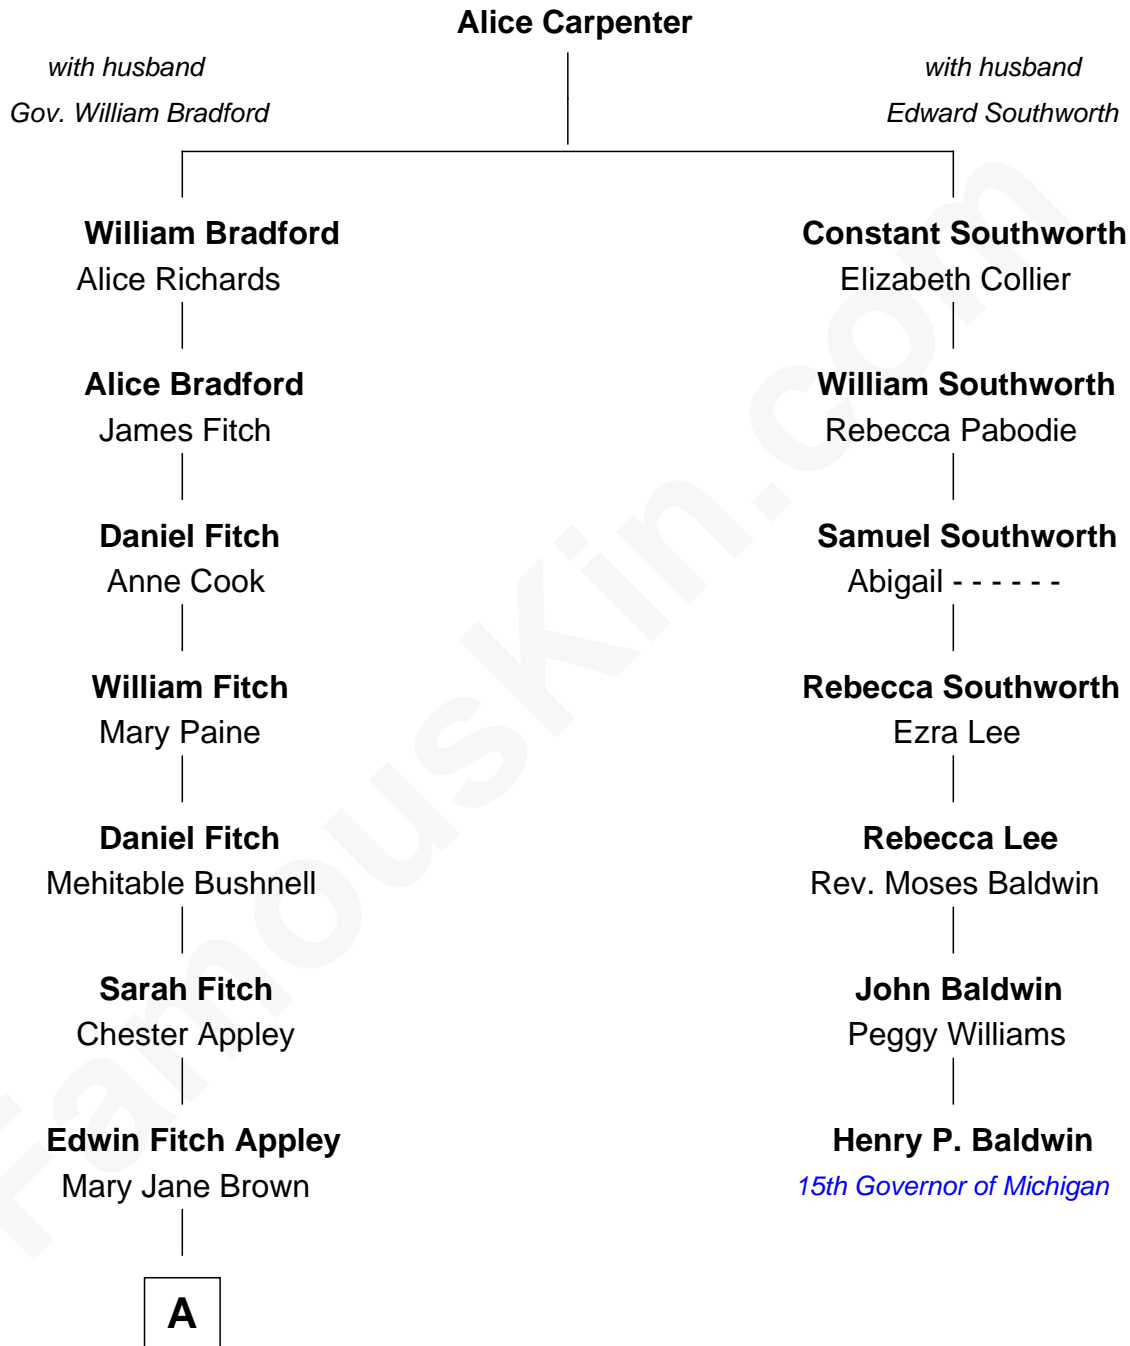 Alice Carpenter
with husband
Gov. William Bradford
with husband
Edward Southworth
William Bradford
Alice Richards
Constant Southworth
Elizabeth Collier
Alice Bradford
James Fitch
William Southworth
Rebecca Pabodie
Daniel Fitch
Anne Cook
Samuel Southworth
Abigail - - - - - -
William Fitch
Mary Paine
Rebecca Southworth
Ezra Lee
Daniel Fitch
Mehitable Bushnell
Rebecca Lee
Rev. Moses Baldwin
Sarah Fitch
Chester Appley
John Baldwin
Peggy Williams
Edwin Fitch Appley
Mary Jane Brown
Henry P. Baldwin
15th Governor of Michigan
A
FamousKin.com